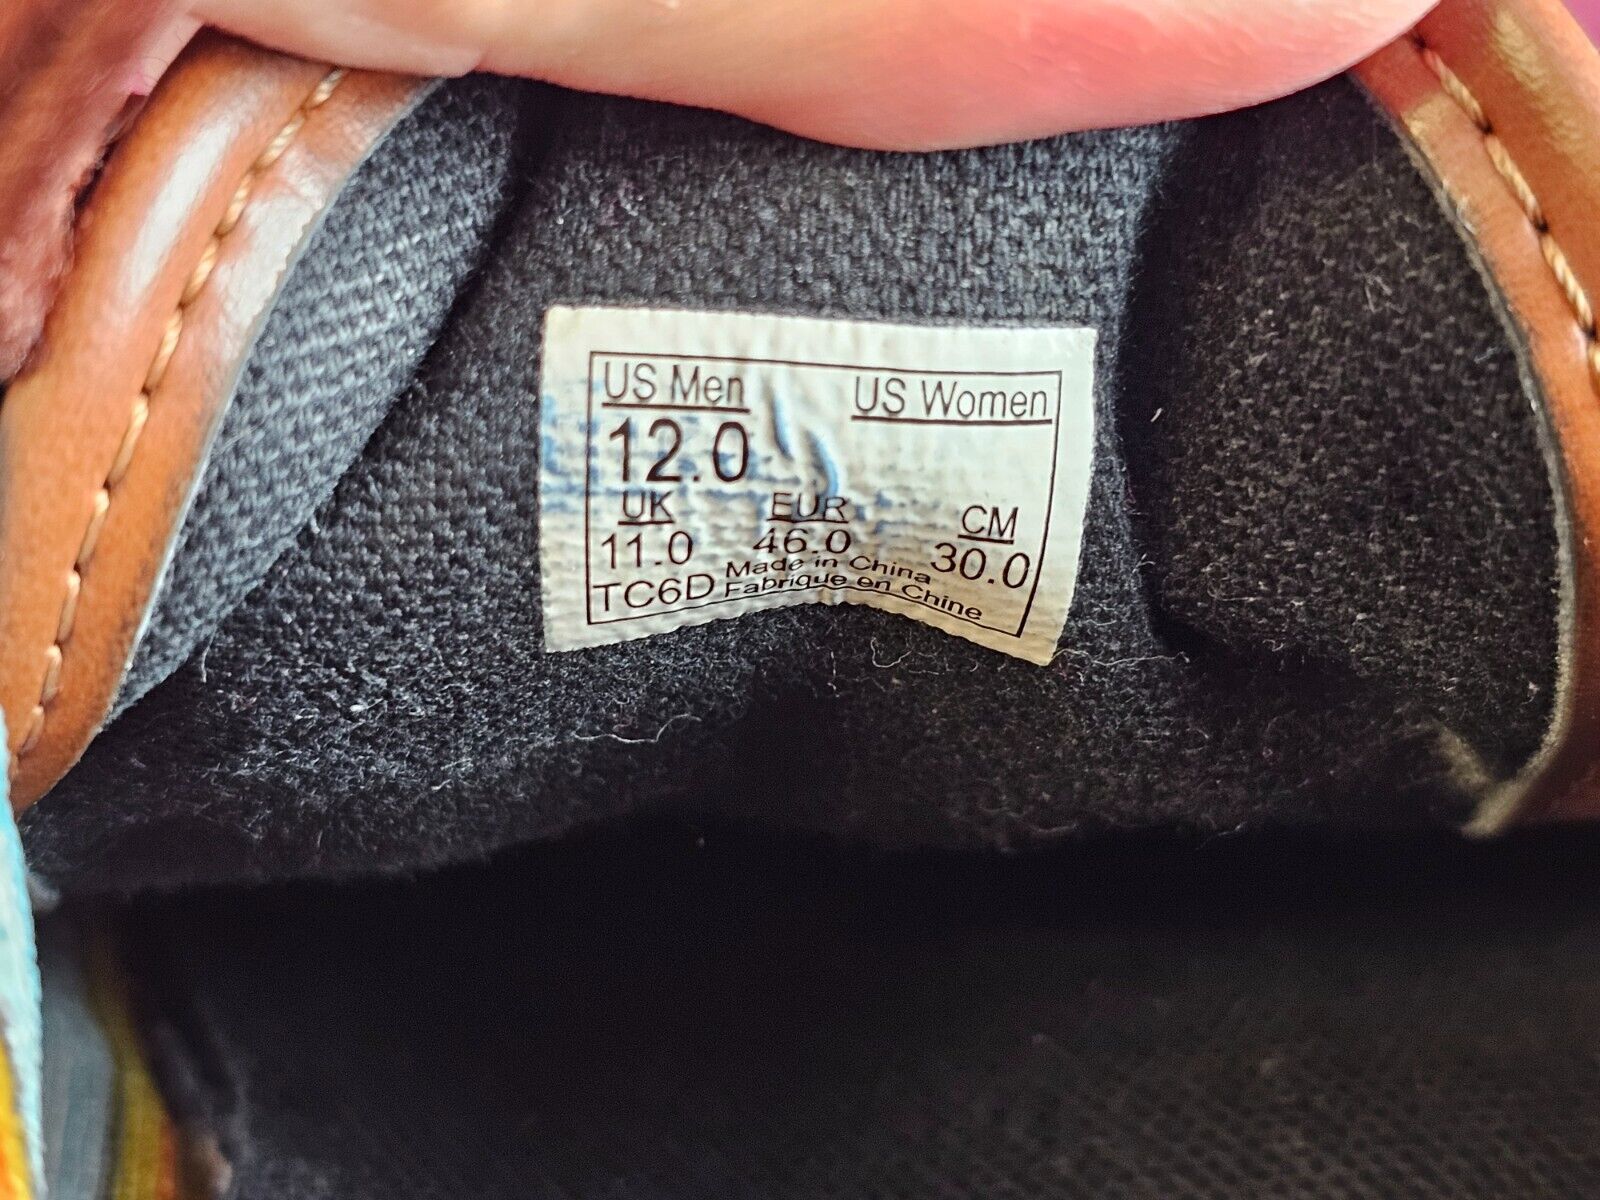 US Men US Women
12.0
UK EUR CM
11.0 46.0 30.0
TC6D Made in China
Fabrique en Chine